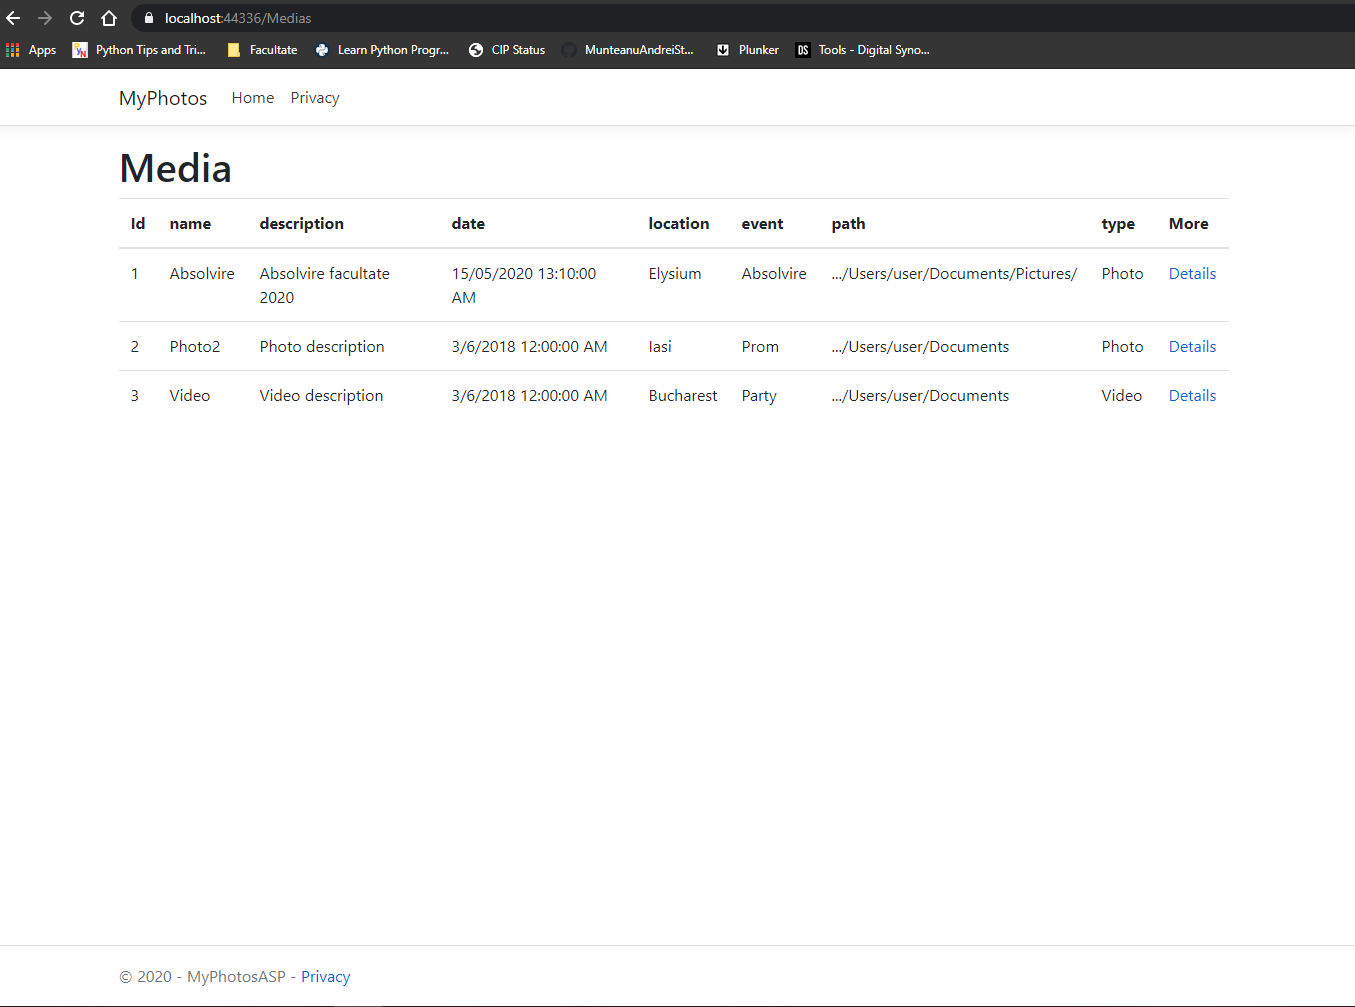 localhost:44336/Medias
Apps Python Tips and Tri... Facultate Learn Python Progr... CIP Status MunteanuAndreiSt... Plunker DS Tools - Digital Syno...
MyPhotos Home Privacy
Media
Id name description date location event path type More
1 Absolvire Absolvire facultate 15/05/2020 13:10:00 Elysium Absolvire .../Users/user/Documents/Pictures/ Photo Details
2020 AM
2 Photo2 Photo description 3/6/2018 12:00:00 AM Iasi Prom .../Users/user/Documents Photo Details
3 Video Video description 3/6/2018 12:00:00 AM Bucharest Party .../Users/user/Documents Video Details
© 2020 - MyPhotosASP - Privacy